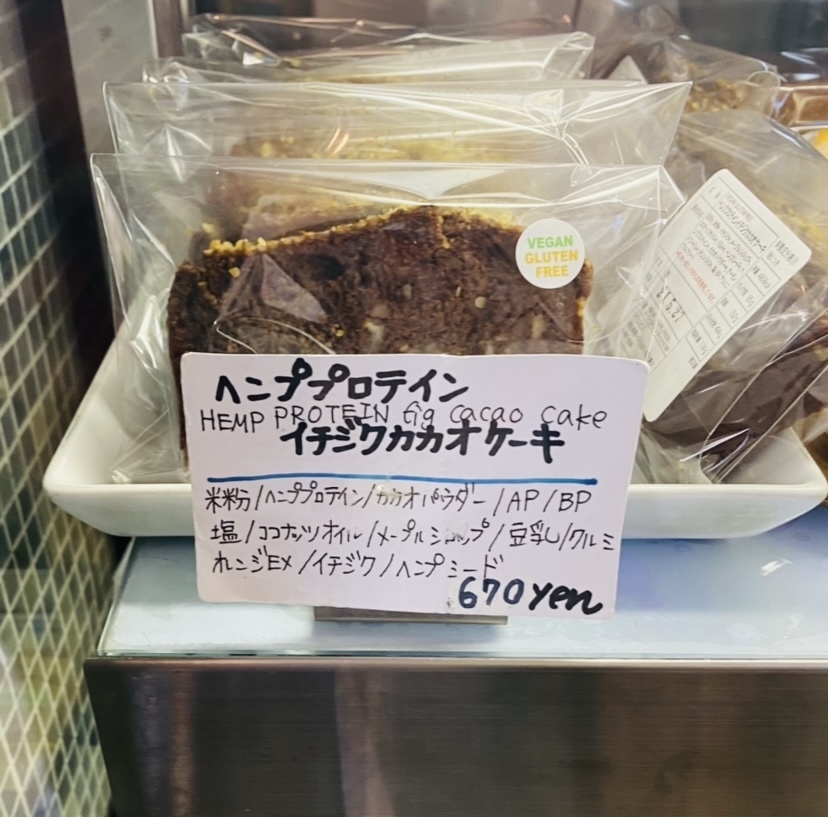 VEGAN
GLUTEN
FREE
ヘンププロテイン
HEMP PROTEIN fig cacao cake
イチジクカカオケーキ
米粉/ヘンププロテイン/カカオパウダー/AP/BP
塩/ココナッツオイル/メープルシロップ/豆乳/クルミ
オレンジEX/イチジク/ヘンプシード
670yen